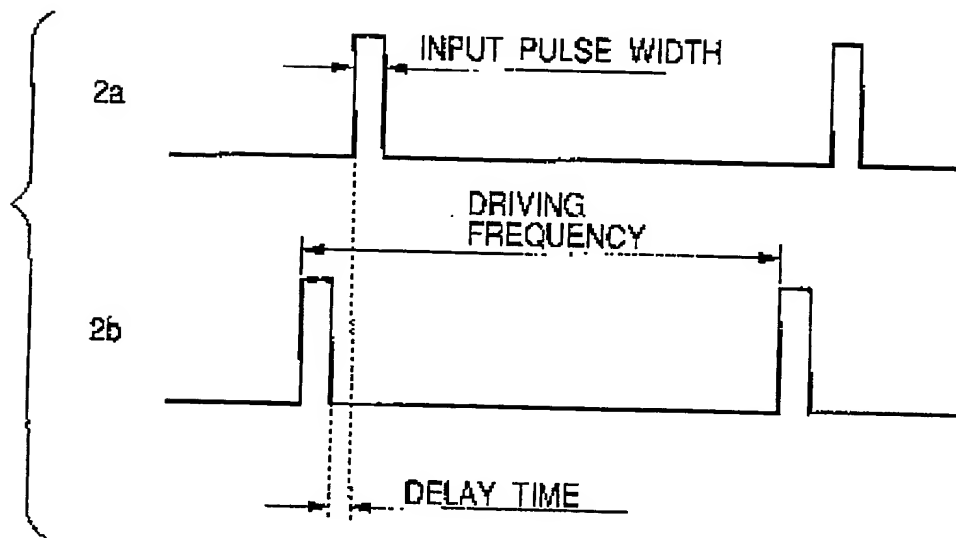 INPUT PULSE WIDTH
2a
DRIVING
FREQUENCY
2b
DELAY TIME